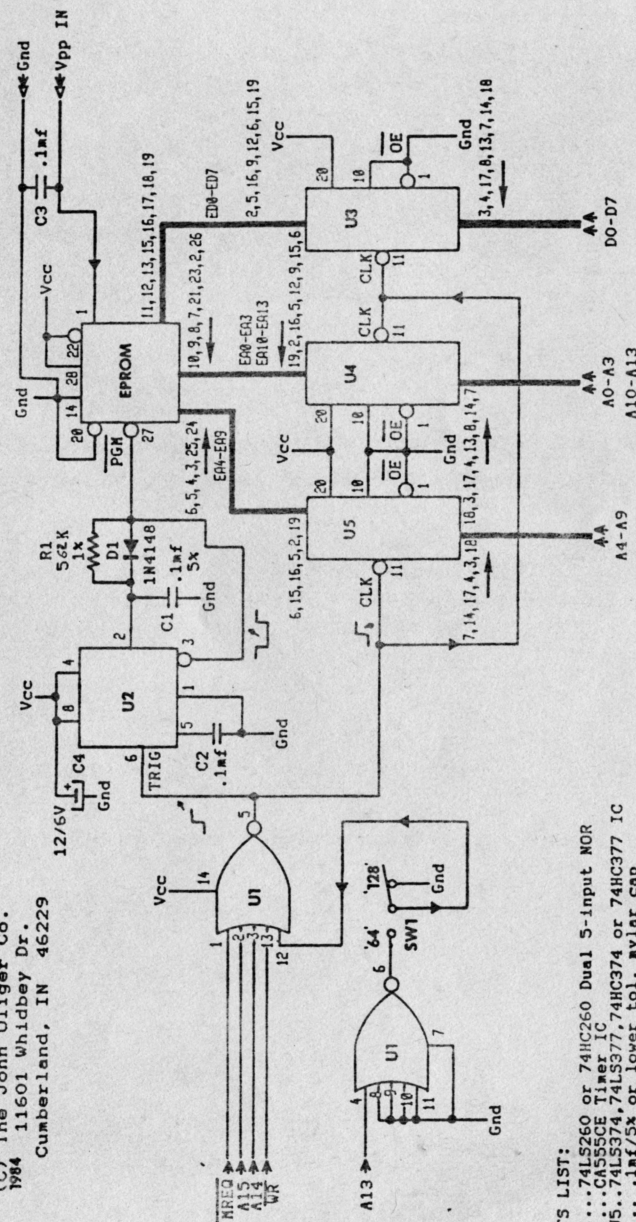 (C) The John Oliger Co.
1984 11601 Whidbey Dr.
Cumberland, IN 46229
Gnd
Vpp IN
C3
.1mf
Vcc
Gnd
1
22
28
14
20
EPROM
PGM
27
11,12,13,15,16,17,18,19
10,9,8,7,21,23,2,26
6,5,4,3,25,24
ED0-ED7
EA0-EA3
EA10-EA13
EA4-EA9
R1
562K
1%
D1
1N4148
.1mf
5%
C1
Gnd
Vcc
12/6V
C4
Gnd
8
4
U2
2
3
6
5
1
TRIG
C2
.1mf
Gnd
2,5,16,9,12,6,15,19
19,2,16,5,12,9,15,6
6,15,16,5,2,19
Vcc
20
10
OE
1
Gnd
U3
CLK
11
3,4,17,8,13,7,14,18
D0-D7
U4
CLK
11
20
10
OE
1
Vcc
Gnd
18,3,17,4,13,8,14,7
A0-A3
A10-A13
U5
CLK
11
20
10
OE
1
7,14,17,4,3,18
A4-A9
Vcc
14
U1
5
1
2
3
13
12
MREQ
A15
A14
WR
'64'
'128'
SW1
Gnd
6
U1
7
4
8
9
10
11
Gnd
A13
'S LIST:
...74LS260 or 74HC260 Dual 5-input NOR
...CA555CE Timer IC
U5..74LS374,74LS377,74HC374 or 74HC377 IC
.1mf/5% or lower tol. mylar cap